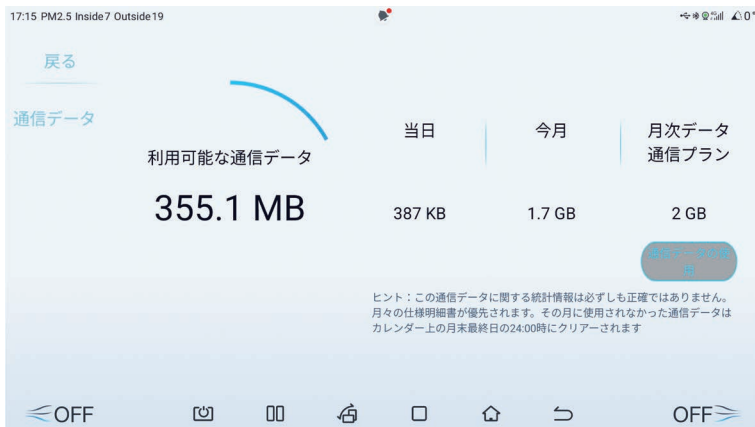 17:15 PM2.5 Inside7 Outside19
戻る
通信データ
利用可能な通信データ
355.1 MB
当日
今月
月次データ
通信プラン
387 KB
1.7 GB
2 GB
ヒント：この通信データに関する統計情報は必ずしも正確ではありません。
月々の仕様明細書が優先されます。その月に使用されなかった通信データは
カレンダー上の月末最終日の24:00時にクリアーされます
OFF
OFF